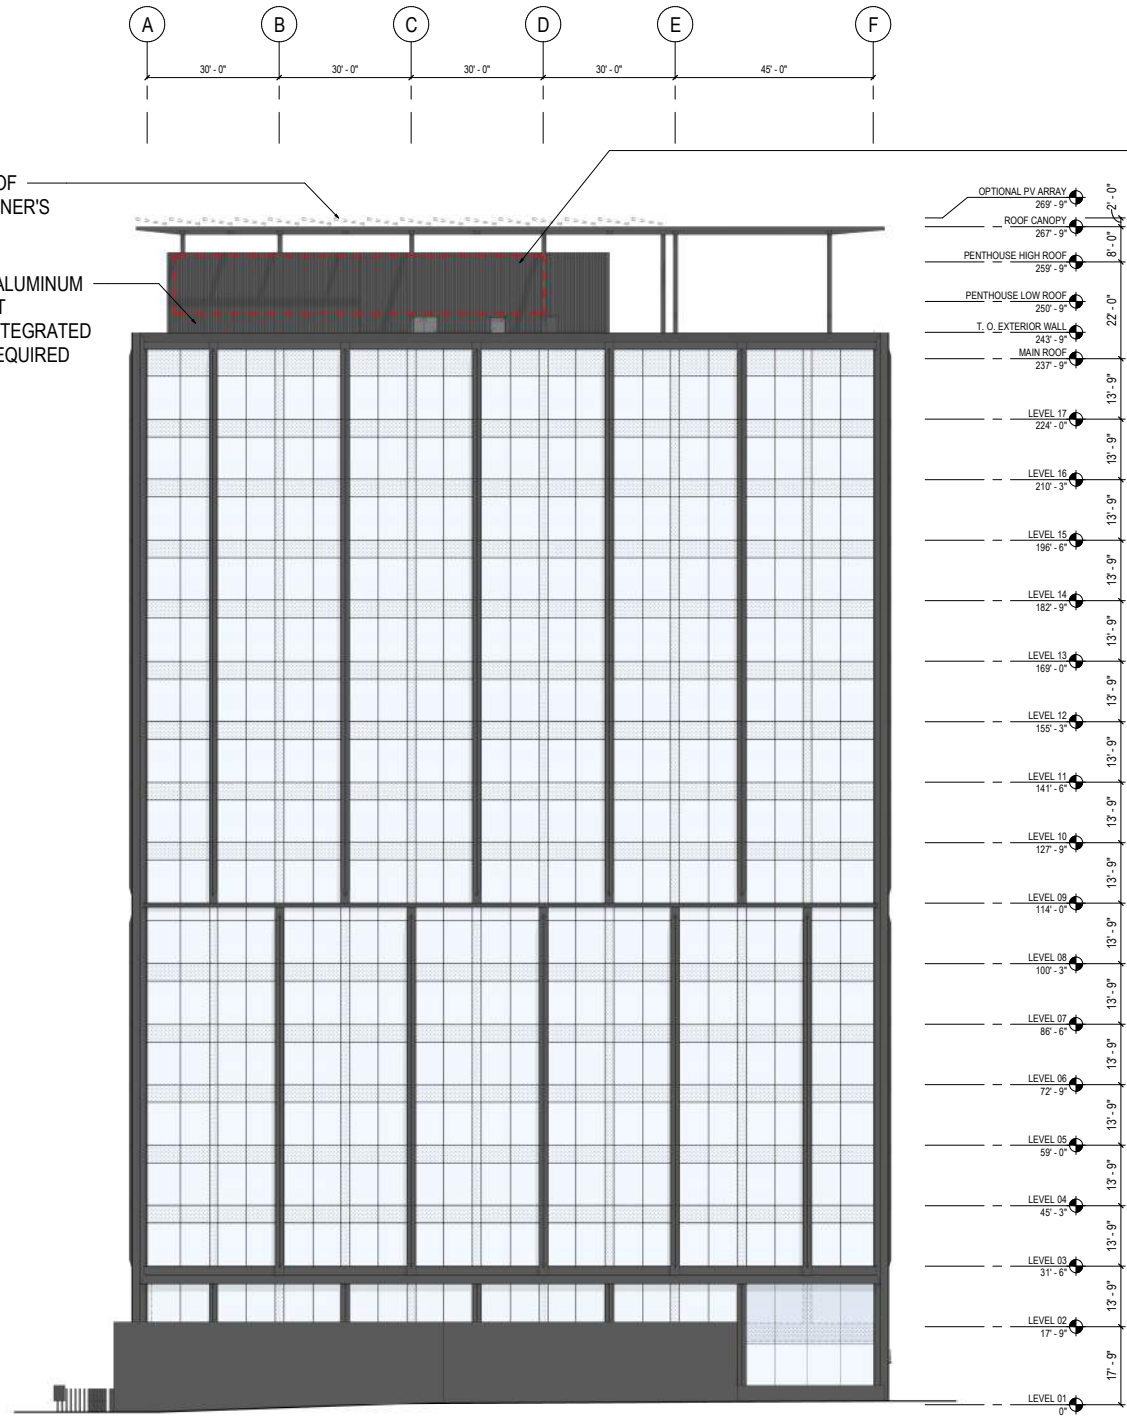 A B C D E F
30' - 0" 30' - 0" 30' - 0" 30' - 0" 45' - 0"
OF
NER'S
ALUMINUM
T
TEGRATED
EQUIRED
OPTIONAL PV ARRAY
269' - 9"
2' - 0"
ROOF CANOPY
267' - 9"
8' - 0"
PENTHOUSE HIGH ROOF
259' - 9"
PENTHOUSE LOW ROOF
250' - 9"
22' - 0"
T. O. EXTERIOR WALL
243' - 9"
MAIN ROOF
237' - 9"
13' - 9"
LEVEL 17
224' - 0"
13' - 9"
LEVEL 16
210' - 3"
13' - 9"
LEVEL 15
196' - 6"
13' - 9"
LEVEL 14
182' - 9"
13' - 9"
LEVEL 13
169' - 0"
13' - 9"
LEVEL 12
155' - 3"
13' - 9"
LEVEL 11
141' - 6"
13' - 9"
LEVEL 10
127' - 9"
13' - 9"
LEVEL 09
114' - 0"
13' - 9"
LEVEL 08
100' - 3"
13' - 9"
LEVEL 07
86' - 6"
13' - 9"
LEVEL 06
72' - 9"
13' - 9"
LEVEL 05
59' - 0"
13' - 9"
LEVEL 04
45' - 3"
13' - 9"
LEVEL 03
31' - 6"
13' - 9"
LEVEL 02
17' - 9"
17' - 9"
LEVEL 01
0"